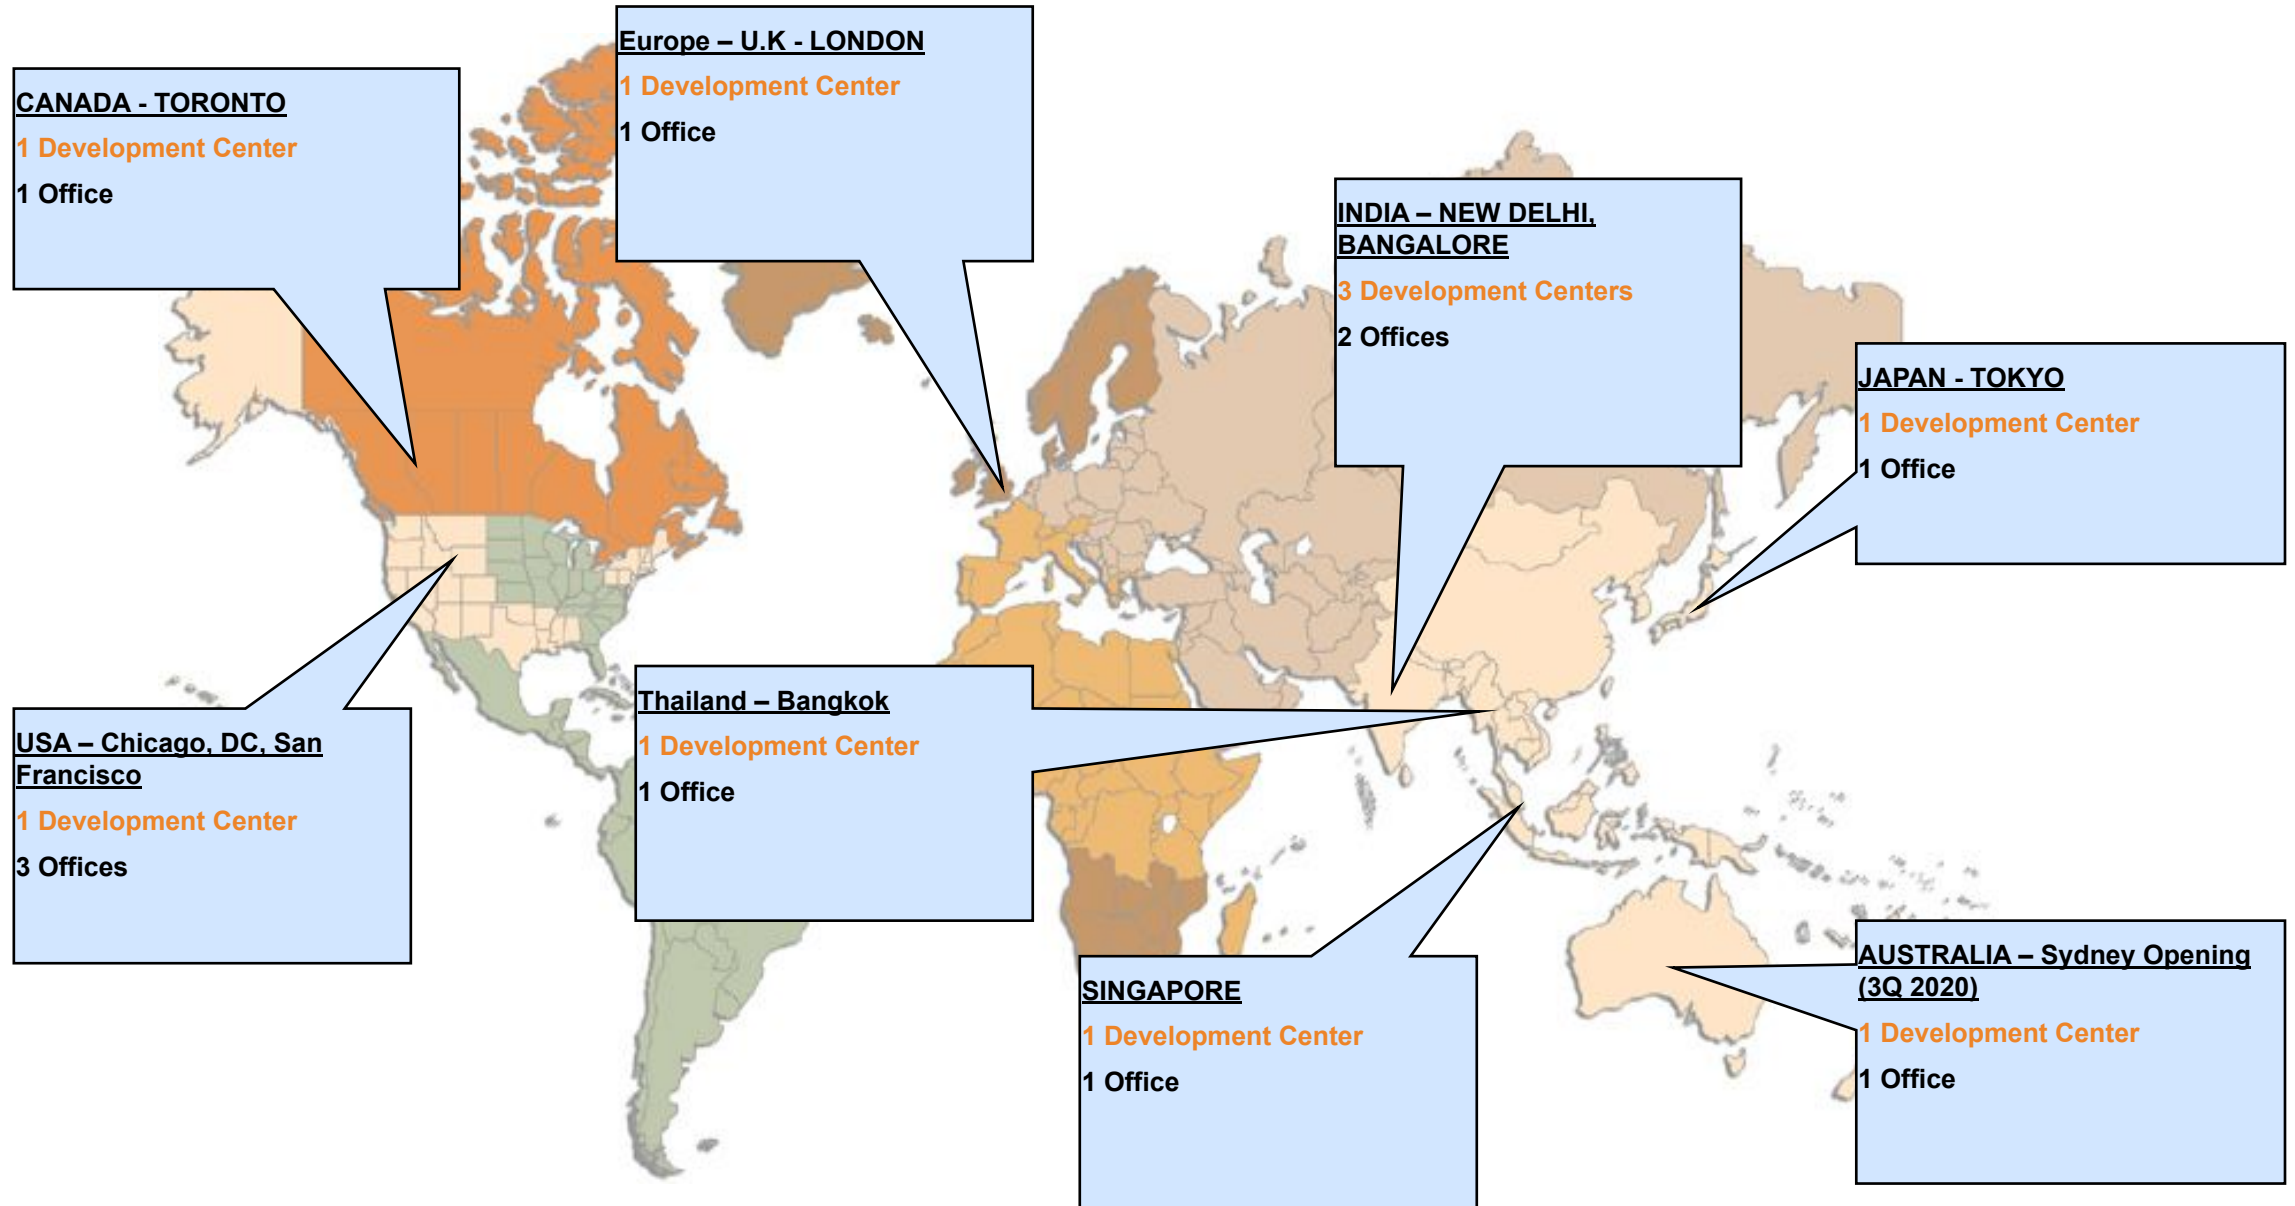 Europe – U.K - LONDON
1 Development Center
1 Office
CANADA - TORONTO
1 Development Center
1 Office
INDIA – NEW DELHI,
BANGALORE
3 Development Centers
2 Offices
JAPAN - TOKYO
1 Development Center
1 Office
Thailand – Bangkok
1 Development Center
1 Office
USA – Chicago, DC, San
Francisco
1 Development Center
3 Offices
SINGAPORE
1 Development Center
1 Office
AUSTRALIA – Sydney Opening
(3Q 2020)
1 Development Center
1 Office